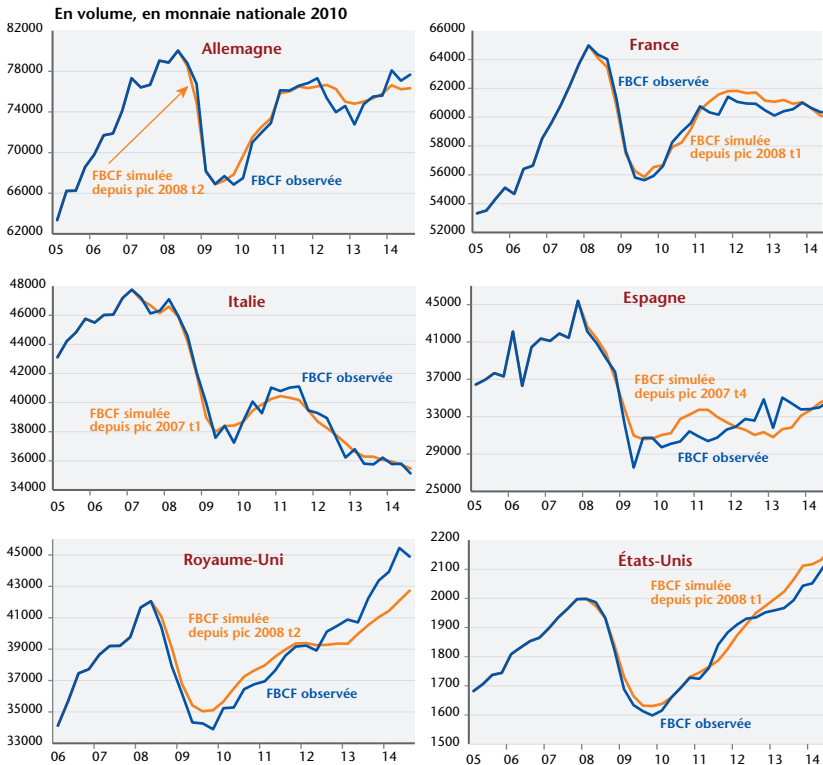 En volume, en monnaie nationale 2010
Allemagne
82000
78000
74000
70000
66000
62000
FBCF simulée
depuis pic 2008 t2
FBCF observée
05 06 07 08 09 10 11 12 13 14
France
66000
64000
62000
60000
58000
56000
54000
52000
FBCF observée
FBCF simulée
depuis pic 2008 t1
05 06 07 08 09 10 11 12 13 14
Italie
48000
46000
44000
42000
40000
38000
36000
34000
FBCF observée
FBCF simulée
depuis pic 2007 t1
05 06 07 08 09 10 11 12 13 14
Espagne
45000
41000
37000
33000
29000
25000
FBCF simulée
depuis pic 2007 t4
FBCF observée
05 06 07 08 09 10 11 12 13 14
Royaume-Uni
45000
43000
41000
39000
37000
35000
33000
FBCF simulée
depuis pic 2008 t2
FBCF observée
06 07 08 09 10 11 12 13 14
États-Unis
2200
2100
2000
1900
1800
1700
1600
1500
FBCF simulée
depuis pic 2008 t1
FBCF observée
05 06 07 08 09 10 11 12 13 14